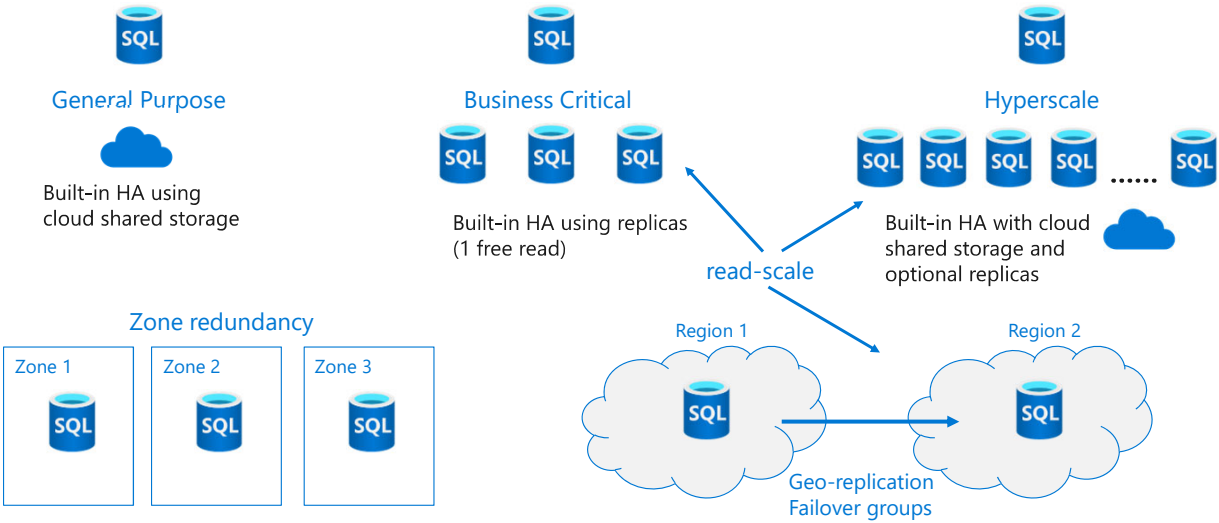 SQL
General Purpose
Built-in HA using
cloud shared storage
SQL
Business Critical
SQL SQL SQL
Built-in HA using replicas
(1 free read)
SQL
Hyperscale
SQL SQL SQL SQL ...... SQL
Built-in HA with cloud
shared storage and
optional replicas
read-scale
Zone redundancy
Zone 1
SQL
Zone 2
SQL
Zone 3
SQL
Region 1
SQL
Region 2
SQL
Geo-replication
Failover groups